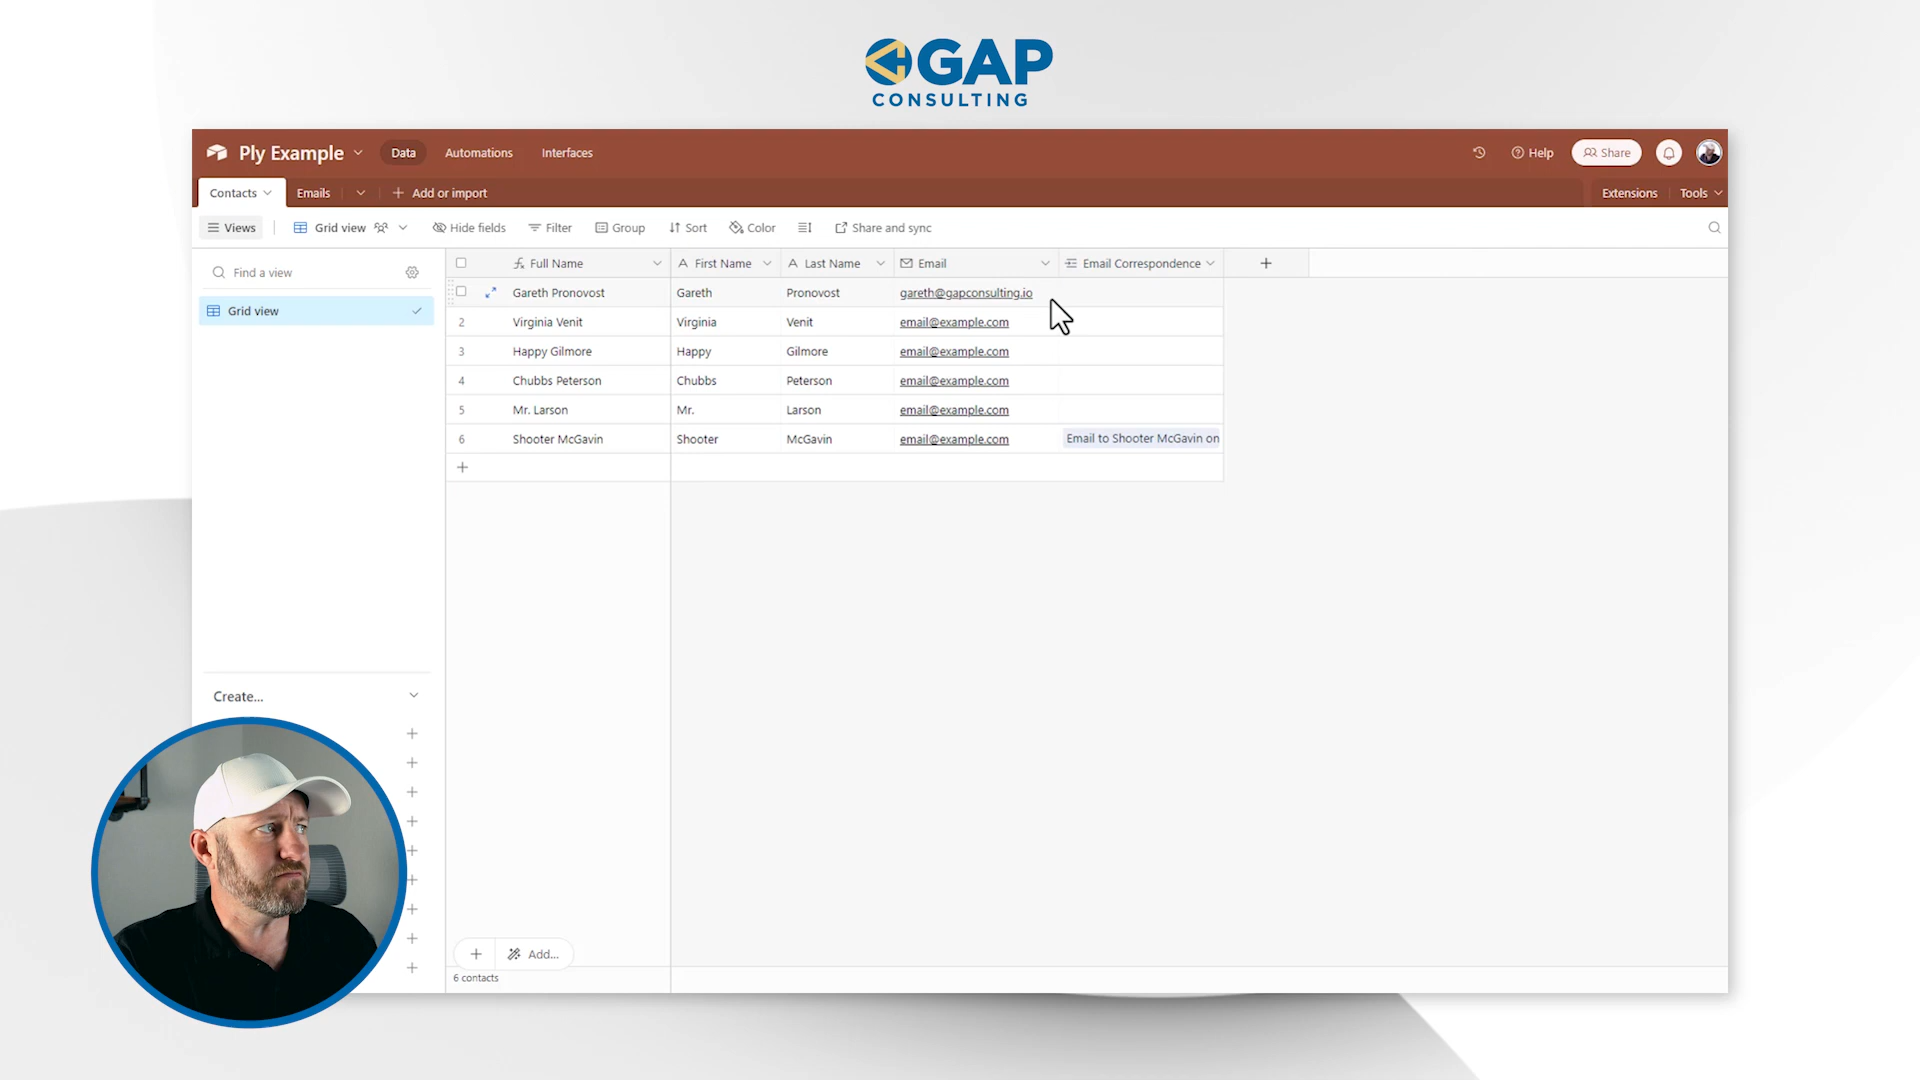 GAP
CONSULTING
Ply Example Data Automations Interfaces Help Share
Contacts Emails Add or import Extensions Tools
Views Grid view Hide fields Filter Group Sort Color Share and sync
Find a view
Grid view
Create...
Full Name First Name Last Name Email Email Correspondence
Gareth Pronovost Gareth Pronovost gareth@gapconsulting.io
2 Virginia Venit Virginia Venit email@example.com
3 Happy Gilmore Happy Gilmore email@example.com
4 Chubbs Peterson Chubbs Peterson email@example.com
5 Mr. Larson Mr. Larson email@example.com
6 Shooter McGavin Shooter McGavin email@example.com Email to Shooter McGavin on
Add...
6 contacts